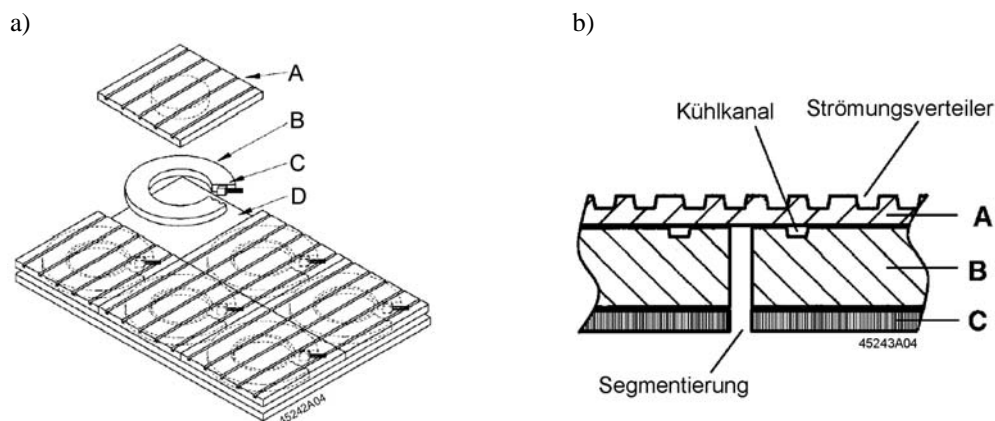 a)
A
B
C
D
45242A04
b)
Kühlkanal
Strömungsverteiler
A
B
C
45243A04
Segmentierung